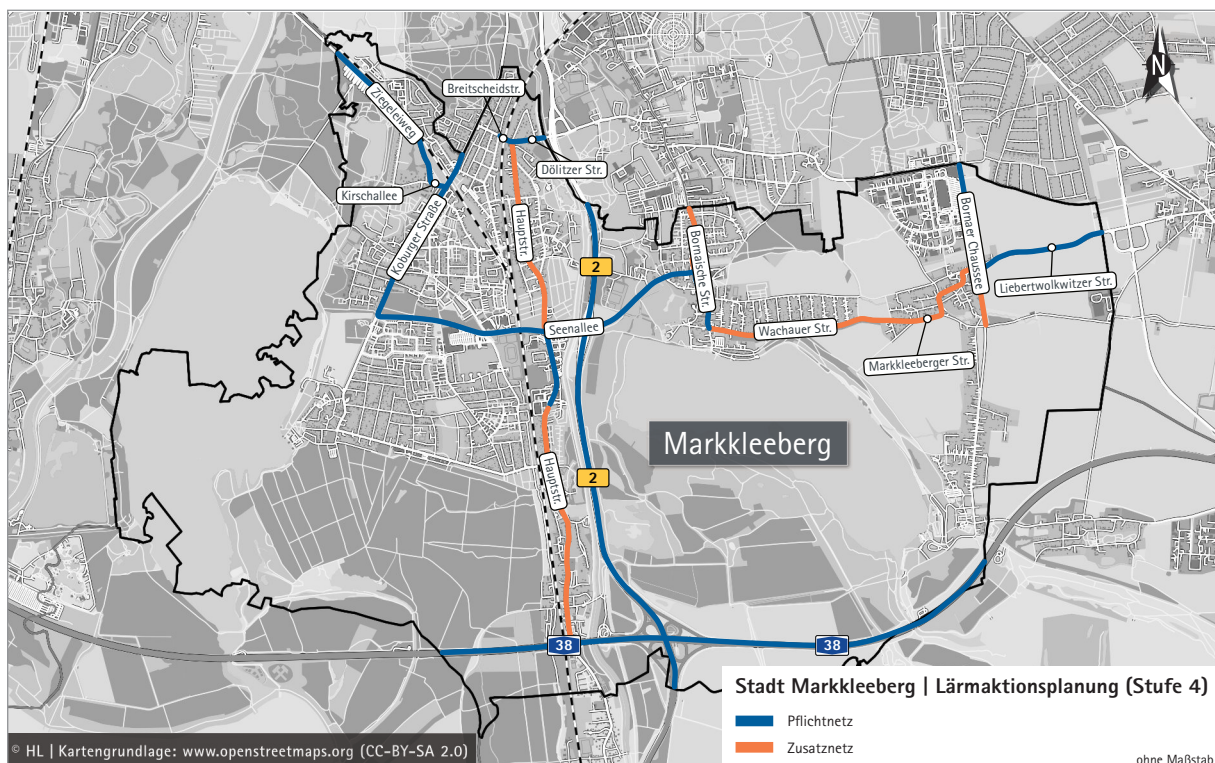 N
Breitscheidstr.
Ziegeleiweg
Dölitzer Str.
Kirschallee
Hauptstr.
Koburger Straße
Bornaische Str.
Bornaer Chaussee
2
Liebertwolkwitzer Str.
Seenallee
Wachauer Str.
Markkleeberger Str.
Markkleeberg
Hauptstr.
2
38
38
Stadt Markkleeberg | Lärmaktionsplanung (Stufe 4)
Pflichtnetz
Zusatznetz
ohne Maßstab
© HL | Kartengrundlage: www.openstreetmaps.org (CC-BY-SA 2.0)